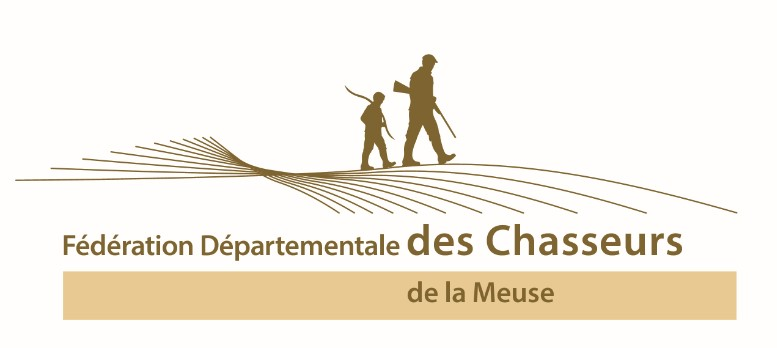 Fédération Départementale des Chasseurs
de la Meuse